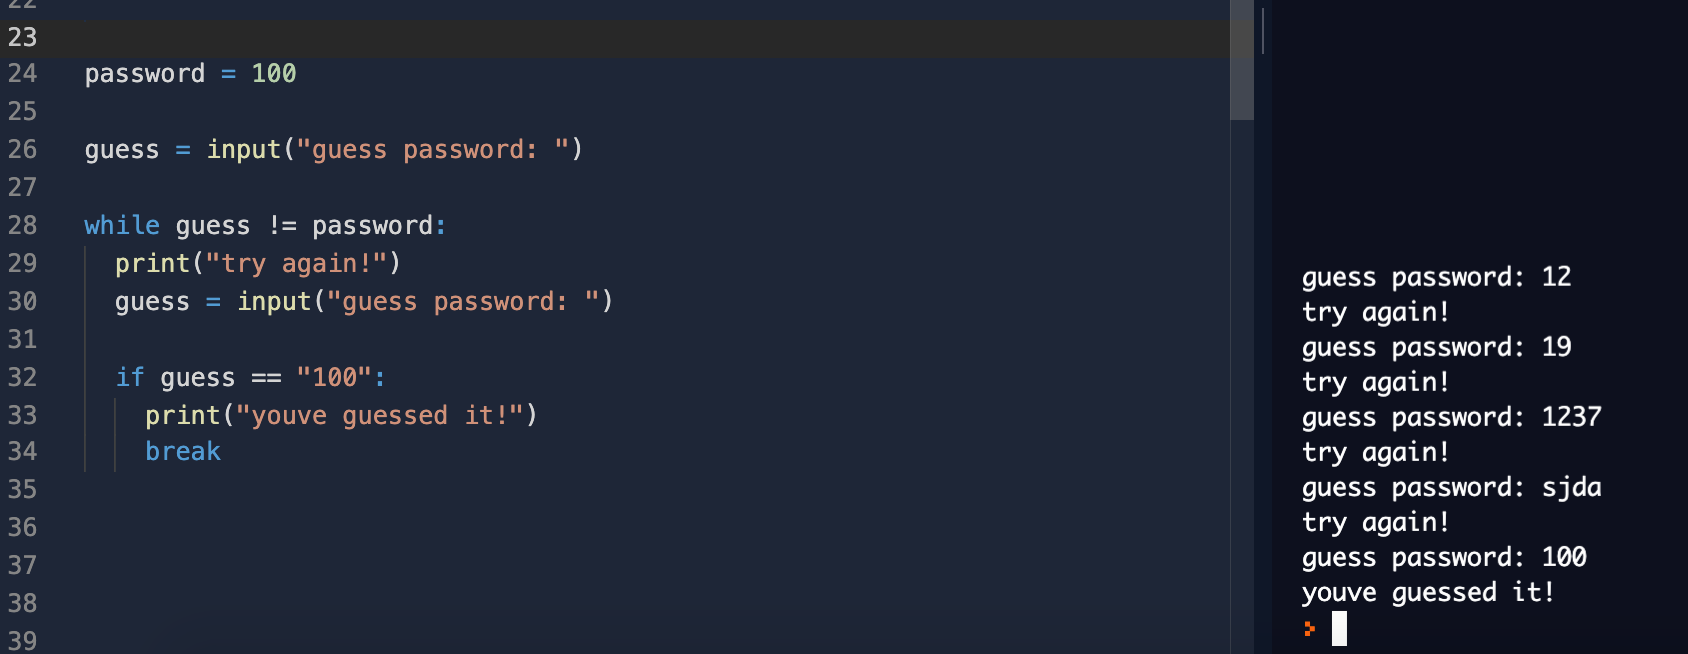 22
23
24 password = 100
25
26 guess = input("guess password: ")
27
28 while guess != password:
29 print("try again!")
30 guess = input("guess password: ")
31
32 if guess == "100":
33 print("youve guessed it!")
34 break
35
36
37
38
39
guess password: 12
try again!
guess password: 19
try again!
guess password: 1237
try again!
guess password: sjda
try again!
guess password: 100
youve guessed it!
>